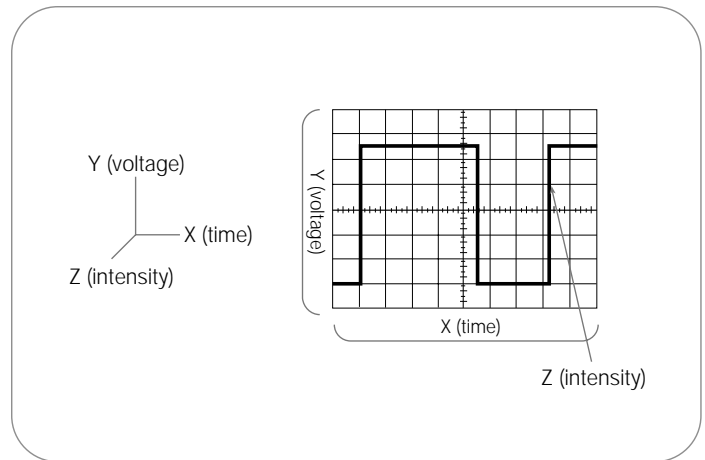 Y (voltage)
X (time)
Z (intensity)
Y (voltage)
X (time)
Z (intensity)